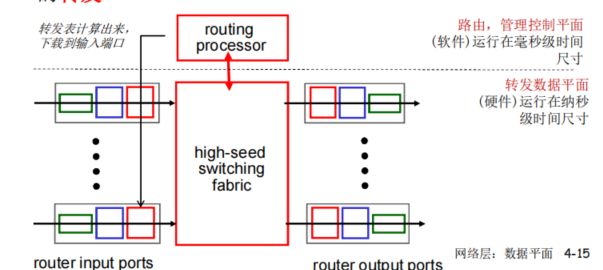 转发表计算出来,
下载到输入端口
routing
processor
路由，管理控制平面
(软件)运行在毫秒级时间
尺寸
转发数据平面
(硬件)运行在纳秒
级时间尺寸
high-seed
switching
fabric
router input ports
router output ports
网络层：数据平面 4-15